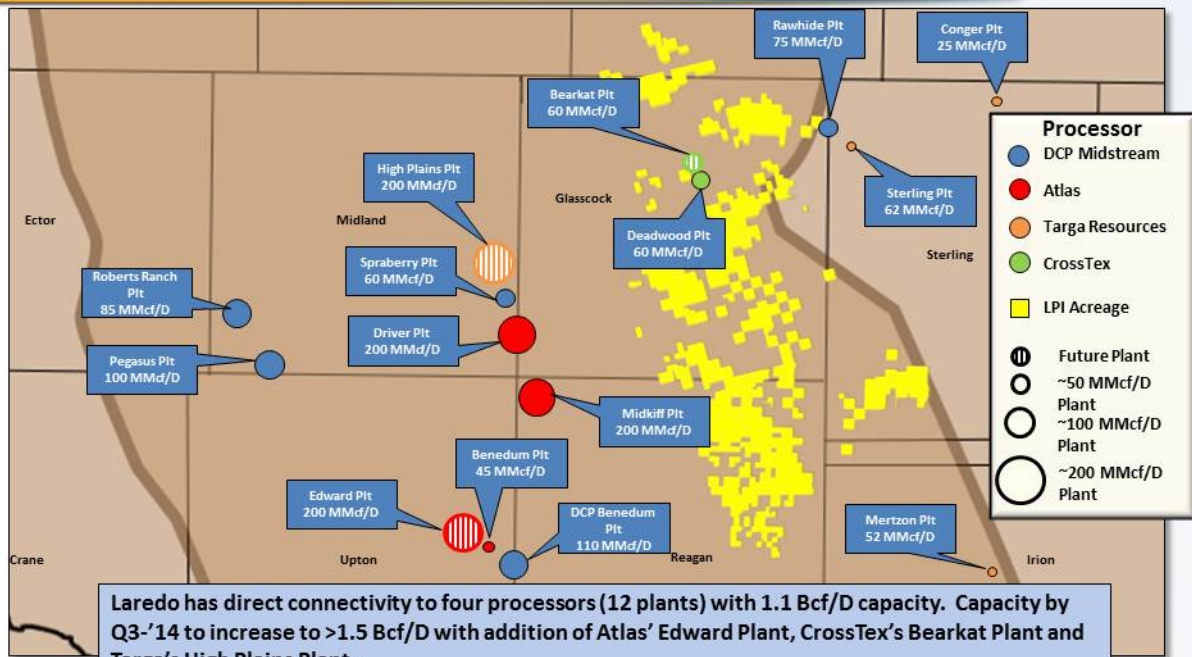 Rawhide Plt
75 MMcf/D
Conger Plt
25 MMcf/D
Bearkat Plt
60 MMcf/D
High Plains Plt
200 MMcf/D
Glasscock
Ector
Midland
Sterling Plt
62 MMcf/D
Deadwood Plt
60 MMcf/D
Sterling
Spraberry Plt
60 MMcf/D
Roberts Ranch
Plt
85 MMcf/D
Driver Plt
200 MMcf/D
Pegasus Plt
100 MMcf/D
Midkiff Plt
200 MMcf/D
Benedum Plt
45 MMcf/D
Edward Plt
200 MMcf/D
DCP Benedum
Plt
110 MMcf/D
Mertzon Plt
52 MMcf/D
Crane
Upton
Reagan
Irion
Processor
DCP Midstream
Atlas
Targa Resources
CrossTex
LPI Acreage
Future Plant
~50 MMcf/D
Plant
~100 MMcf/D
Plant
~200 MMcf/D
Plant
Laredo has direct connectivity to four processors (12 plants) with 1.1 Bcf/D capacity. Capacity by
Q3-’14 to increase to >1.5 Bcf/D with addition of Atlas’ Edward Plant, CrossTex’s Bearkat Plant and
Targa’s High Plains Plant